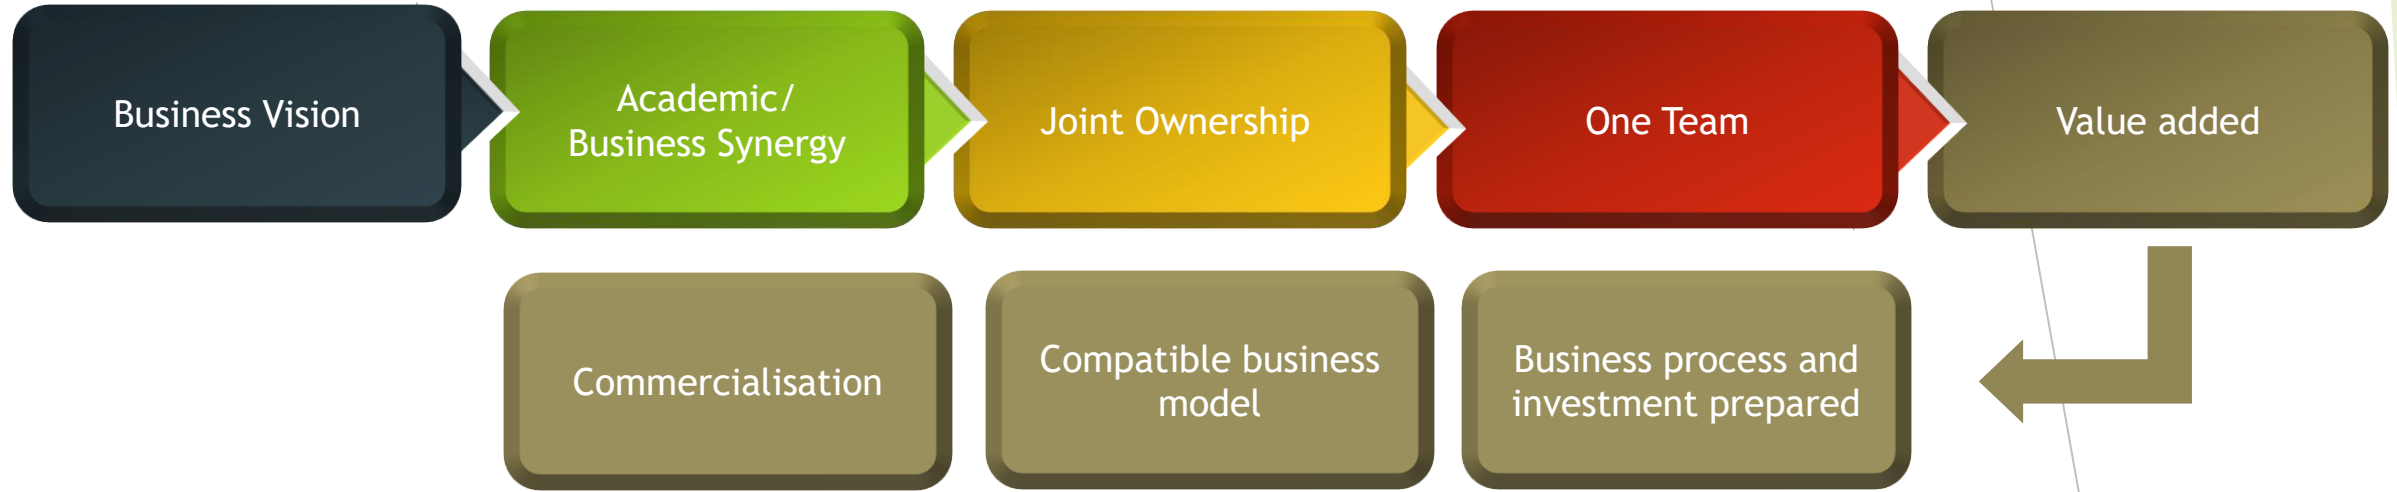 Business Vision
Academic/
Business Synergy
Joint Ownership
One Team
Value added
Commercialisation
Compatible business
model
Business process and
investment prepared